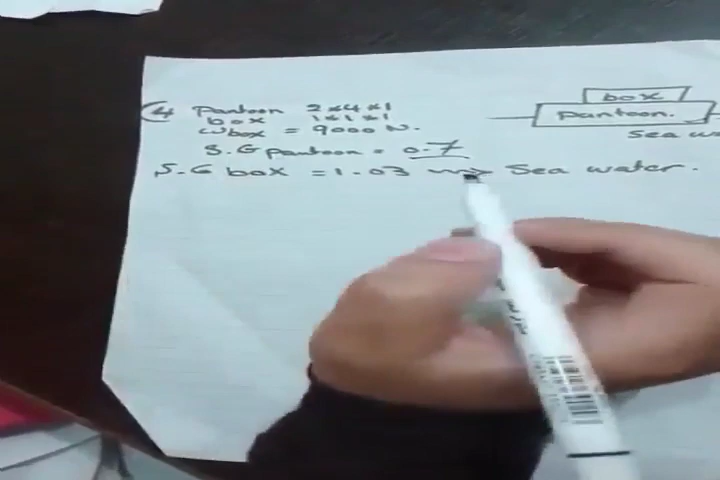 (4 Pantoon 2*4*1
box 1*1*1
Wbox = 9000 N.
S.G pantoon = 0.7
S.G box = 1.03 Sea water.
box
Pantoon.
Sea wa